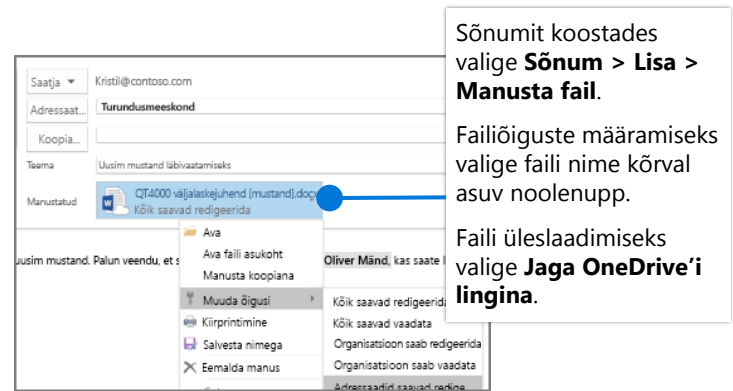 Sõnumit koostades
valige Sõnum > Lisa >
Manusta fail.
Failiõiguste määramiseks
valige faili nime kõrval
asuv noolenupp.
Faili üleslaadimiseks
valige Jaga OneDrive’i
lingina.
Saatja
Kristil@contoso.com
Adressaat...
Turundusmeeskond
Koopia...
Teema
Uusim mustand läbivaatamiseks
Manustatud
QT4000 väljalaskejuhend [mustand].docx
Kõik saavad redigeerida
uusim mustand. Palun veendu, et
Oliver Mänd, kas saate
Ava
Ava faili asukoht
Manusta koopiana
Muuda õigusi
Kiirprintimine
Salvesta nimega
Eemalda manus
Kõik saavad redigeerida
Kõik saavad vaadata
Organisatsioon saab redigeerida
Organisatsioon saab vaadata
Adressaadid saavad redige